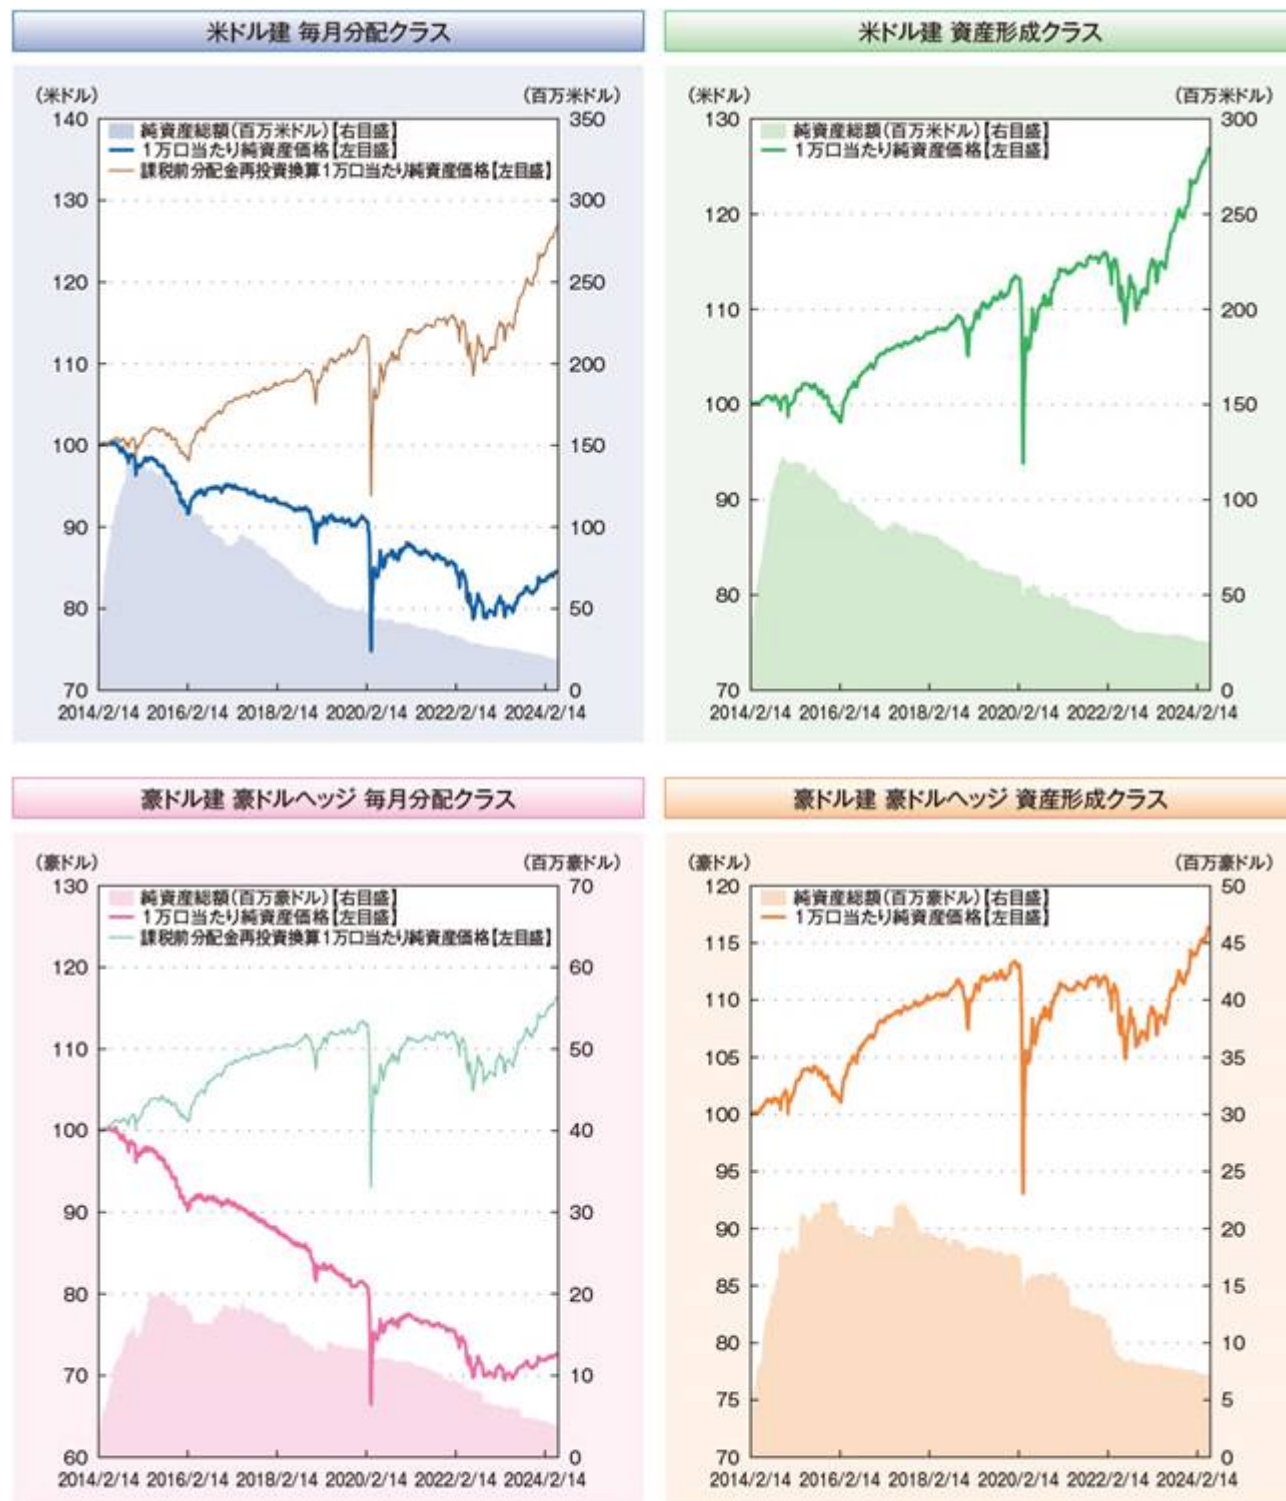 米ドル建 毎月分配クラス
(米ドル)
(百万米ドル)
純資産総額(百万米ドル)【右目盛】
1万口当たり純資産価格【左目盛】
課税前分配金再投資換算1万口当たり純資産価格【左目盛】
140
130
120
110
100
90
80
70
350
300
250
200
150
100
50
0
2014/2/14 2016/2/14 2018/2/14 2020/2/14 2022/2/14 2024/2/14
米ドル建 資産形成クラス
(米ドル)
(百万米ドル)
純資産総額(百万米ドル)【右目盛】
1万口当たり純資産価格【左目盛】
130
120
110
100
90
80
70
300
250
200
150
100
50
0
2014/2/14 2016/2/14 2018/2/14 2020/2/14 2022/2/14 2024/2/14
豪ドル建 豪ドルヘッジ 毎月分配クラス
(豪ドル)
(百万豪ドル)
純資産総額(百万豪ドル)【右目盛】
1万口当たり純資産価格【左目盛】
課税前分配金再投資換算1万口当たり純資産価格【左目盛】
130
120
110
100
90
80
70
60
70
60
50
40
30
20
10
0
2014/2/14 2016/2/14 2018/2/14 2020/2/14 2022/2/14 2024/2/14
豪ドル建 豪ドルヘッジ 資産形成クラス
(豪ドル)
(百万豪ドル)
純資産総額(百万豪ドル)【右目盛】
1万口当たり純資産価格【左目盛】
120
115
110
105
100
95
90
85
80
75
70
50
45
40
35
30
25
20
15
10
5
0
2014/2/14 2016/2/14 2018/2/14 2020/2/14 2022/2/14 2024/2/14